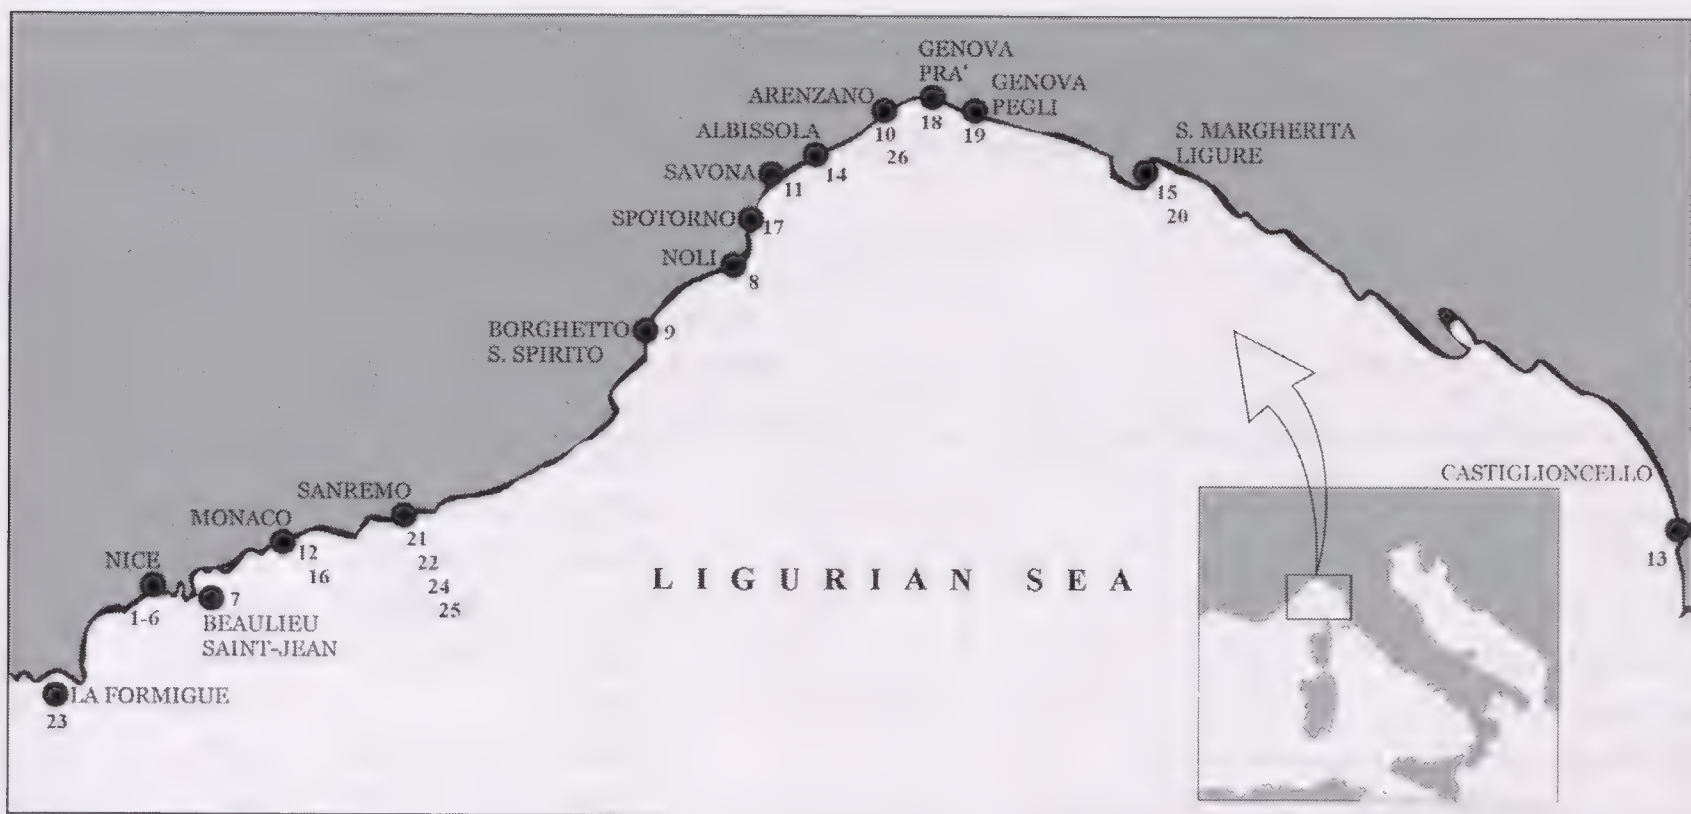 GENOVA
PRA'
18
GENOVA
PEGLI
19
ARENZANO
10
26
ALBISSOLA
14
SAVONA
11
S. MARGHERITA
LIGURE
15
20
SPOTORNO
17
NOLI
8
BORGHETTO
S. SPIRITO
9
CASTIGLIONCELLO
13
SANREMO
21
22
24
25
MONACO
12
16
NICE
1-6
7
BEAULIEU
SAINT-JEAN
LIGURIAN SEA
LA FORMIGUE
23